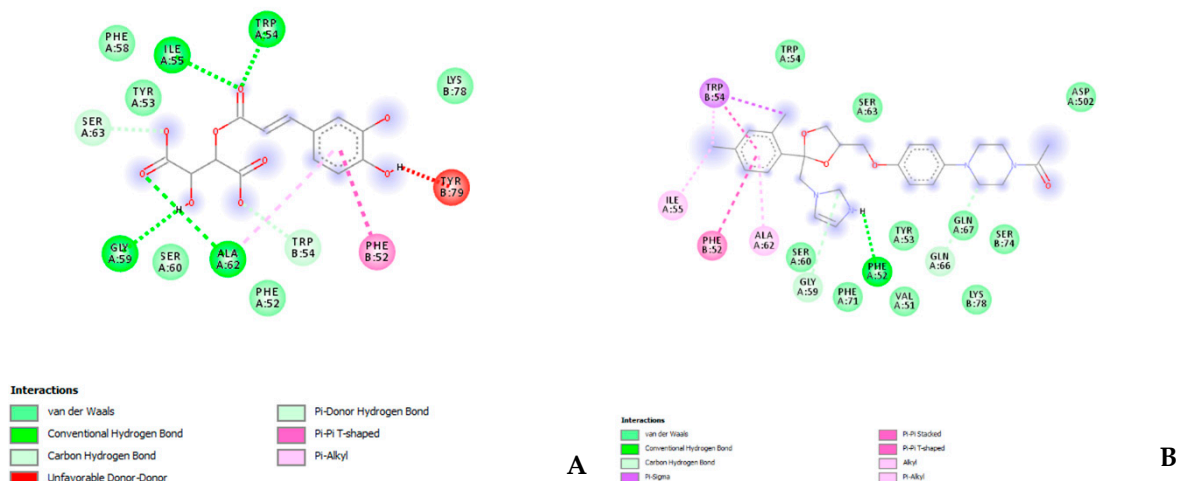 TRP
A:54
PHE
A:58
ILE
A:55
TYR
A:53
LYS
B:78
SER
A:63
O
O
O
O
O
O
O
O
O
H
H
TYR
B:79
GLY
A:59
SER
A:60
ALA
A:62
TRP
B:54
PHE
B:52
PHE
A:52
Interactions
van der Waals
Conventional Hydrogen Bond
Carbon Hydrogen Bond
Unfavorable Donor-Donor
Pi-Donor Hydrogen Bond
Pi-Pi T-shaped
Pi-Alkyl
A
TRP
A:54
TRP
B:54
SER
A:63
ASP
A:502
O
O
O
N
N
O
N
NH
ILE
A:55
PHE
B:52
ALA
A:62
SER
A:60
GLY
A:59
TYR
A:53
PHE
A:52
GLN
A:67
GLN
A:66
SER
B:74
PHE
A:71
VAL
A:51
LYS
B:78
Interactions
van der Waals
Conventional Hydrogen Bond
Carbon Hydrogen Bond
Pi-Sigma
Pi-Pi Stacked
Pi-Pi T-shaped
Alkyl
Pi-Alkyl
B